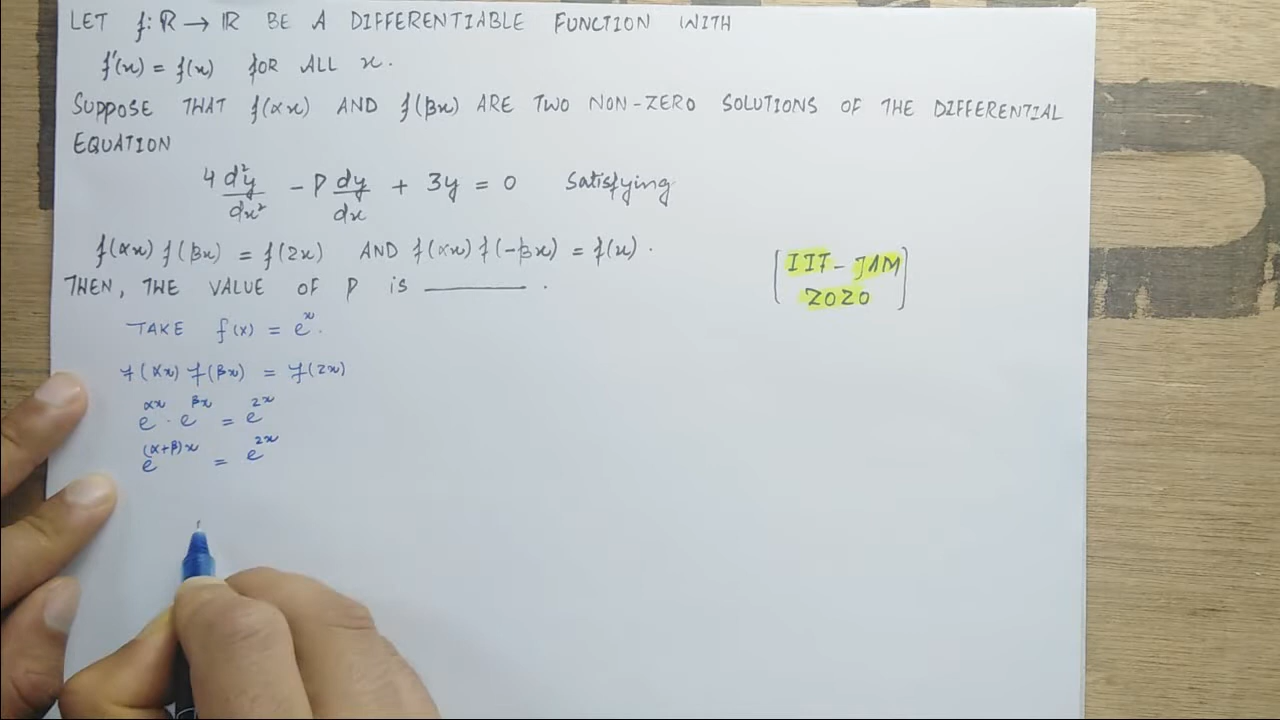 LET f: ℝ → ℝ BE A DIFFERENTIABLE FUNCTION WITH
f'(x) = f(x) FOR ALL x.
SUPPOSE THAT f(αx) AND f(βx) ARE TWO NON-ZERO SOLUTIONS OF THE DIFFERENTIAL
EQUATION
4 d²y/dx² - P dy/dx + 3y = 0 Satisfying
f(αx) f(βx) = f(2x) AND f(αx) f(-βx) = f(x).
THEN, THE VALUE OF P IS ______.
[IIT-JAM
2020]
TAKE f(x) = e^x.
f(αx) f(βx) = f(2x)
e^αx · e^βx = e^2x
e^(α+β)x = e^2x